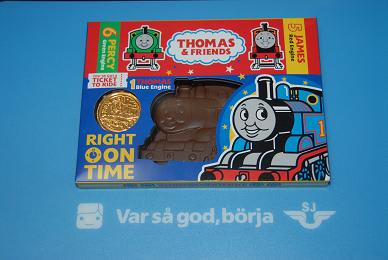 6 PERCY
Green Engine
THOMAS
& FRIENDS
5 JAMES
Red Engine
TICKET
TO RIDE
1 THOMAS
Blue Engine
RIGHT
ON
TIME
1
Var så god, börja
SJ